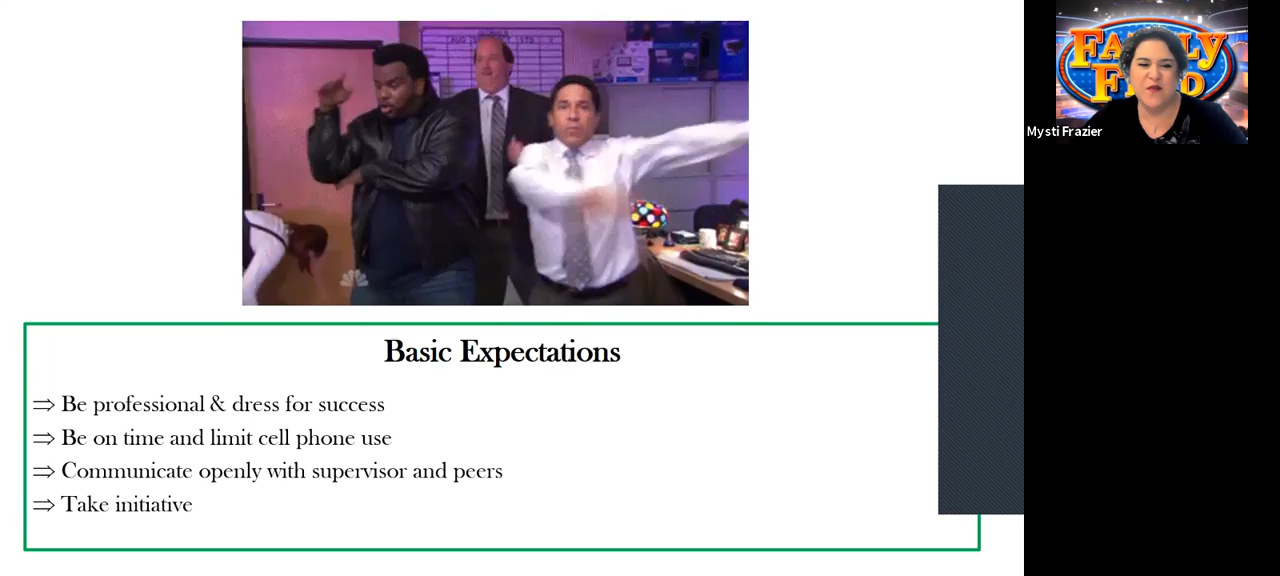 Basic Expectations
⇒ Be professional & dress for success
⇒ Be on time and limit cell phone use
⇒ Communicate openly with supervisor and peers
⇒ Take initiative
FAMILY
Mysti Frazier